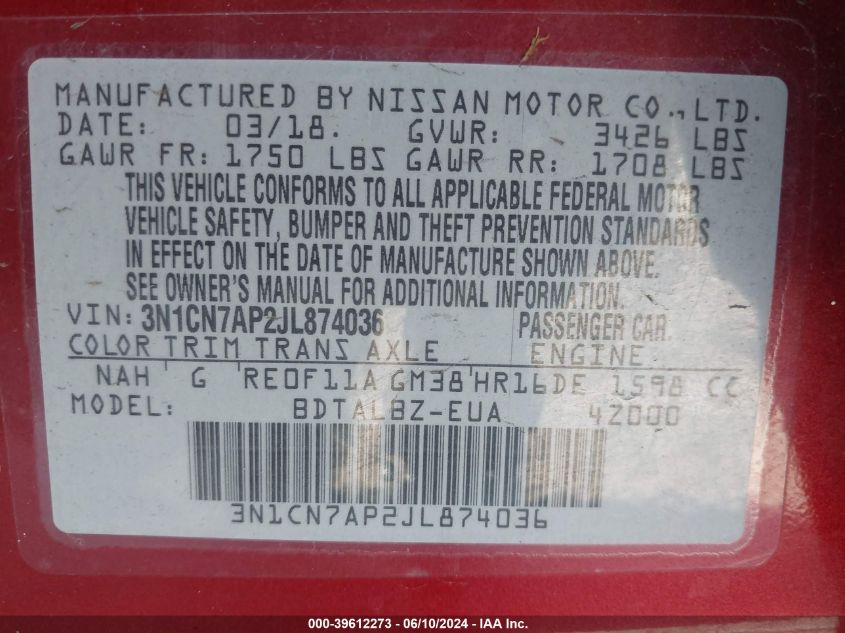 MANUFACTURED BY NISSAN MOTOR CO.,LTD.
DATE: 03/18. GVWR: 3426 LBS
GAWR FR: 1750 LBS GAWR RR: 1708 LBS
THIS VEHICLE CONFORMS TO ALL APPLICABLE FEDERAL MOTOR
VEHICLE SAFETY, BUMPER AND THEFT PREVENTION STANDARDS
IN EFFECT ON THE DATE OF MANUFACTURE SHOWN ABOVE.
SEE OWNER'S MANUAL FOR ADDITIONAL INFORMATION.
VIN: 3N1CN7AP2JL874036 PASSENGER CAR.
COLOR TRIM TRANS AXLE ENGINE
NAH G RE0F11A GM38 HR16DE 1598 CC
MODEL: BDTALBZ-EUA 4Z000
3N1CN7AP2JL874036
000-39612273 - 06/10/2024 - IAA Inc.